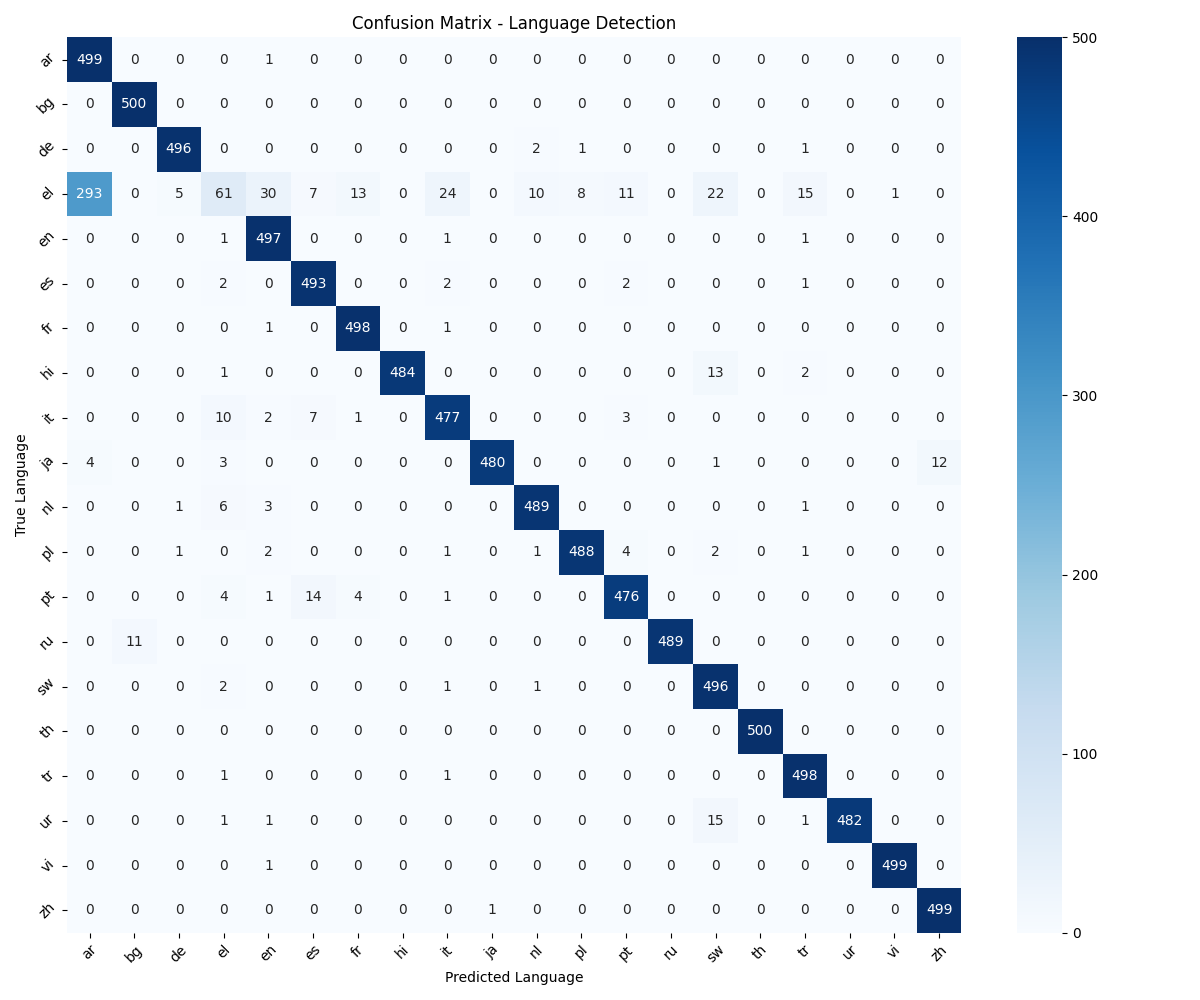 Confusion Matrix - Language Detection
ar 499 0 0 0 1 0 0 0 0 0 0 0 0 0 0 0 0 0 0 0
bg 0 500 0 0 0 0 0 0 0 0 0 0 0 0 0 0 0 0 0 0
de 0 0 496 0 0 0 0 0 0 0 2 1 0 0 0 0 1 0 0 0
el 293 0 5 61 30 7 13 0 24 0 10 8 11 0 22 0 15 0 1 0
en 0 0 0 1 497 0 0 0 1 0 0 0 0 0 0 0 1 0 0 0
es 0 0 0 2 0 493 0 0 2 0 0 0 2 0 0 0 1 0 0 0
fr 0 0 0 0 1 0 498 0 1 0 0 0 0 0 0 0 0 0 0 0
hi 0 0 0 1 0 0 0 484 0 0 0 0 0 0 13 0 2 0 0 0
it 0 0 0 10 2 7 1 0 477 0 0 0 3 0 0 0 0 0 0 0
ja 4 0 0 3 0 0 0 0 0 480 0 0 0 0 1 0 0 0 0 12
nl 0 0 1 6 3 0 0 0 0 0 489 0 0 0 0 0 1 0 0 0
pl 0 0 1 0 2 0 0 0 1 0 1 488 4 0 2 0 1 0 0 0
pt 0 0 0 4 1 14 4 0 1 0 0 0 476 0 0 0 0 0 0 0
ru 0 11 0 0 0 0 0 0 0 0 0 0 0 489 0 0 0 0 0 0
sw 0 0 0 2 0 0 0 0 1 0 1 0 0 0 496 0 0 0 0 0
th 0 0 0 0 0 0 0 0 0 0 0 0 0 0 0 500 0 0 0 0
tr 0 0 0 1 0 0 0 0 1 0 0 0 0 0 0 0 498 0 0 0
ur 0 0 0 1 1 0 0 0 0 0 0 0 0 0 15 0 1 482 0 0
vi 0 0 0 0 1 0 0 0 0 0 0 0 0 0 0 0 0 0 499 0
zh 0 0 0 0 0 0 0 0 0 1 0 0 0 0 0 0 0 0 0 499
ar bg de el en es fr hi it ja nl pl pt ru sw th tr ur vi zh
Predicted Language
True Language
500
400
300
200
100
0